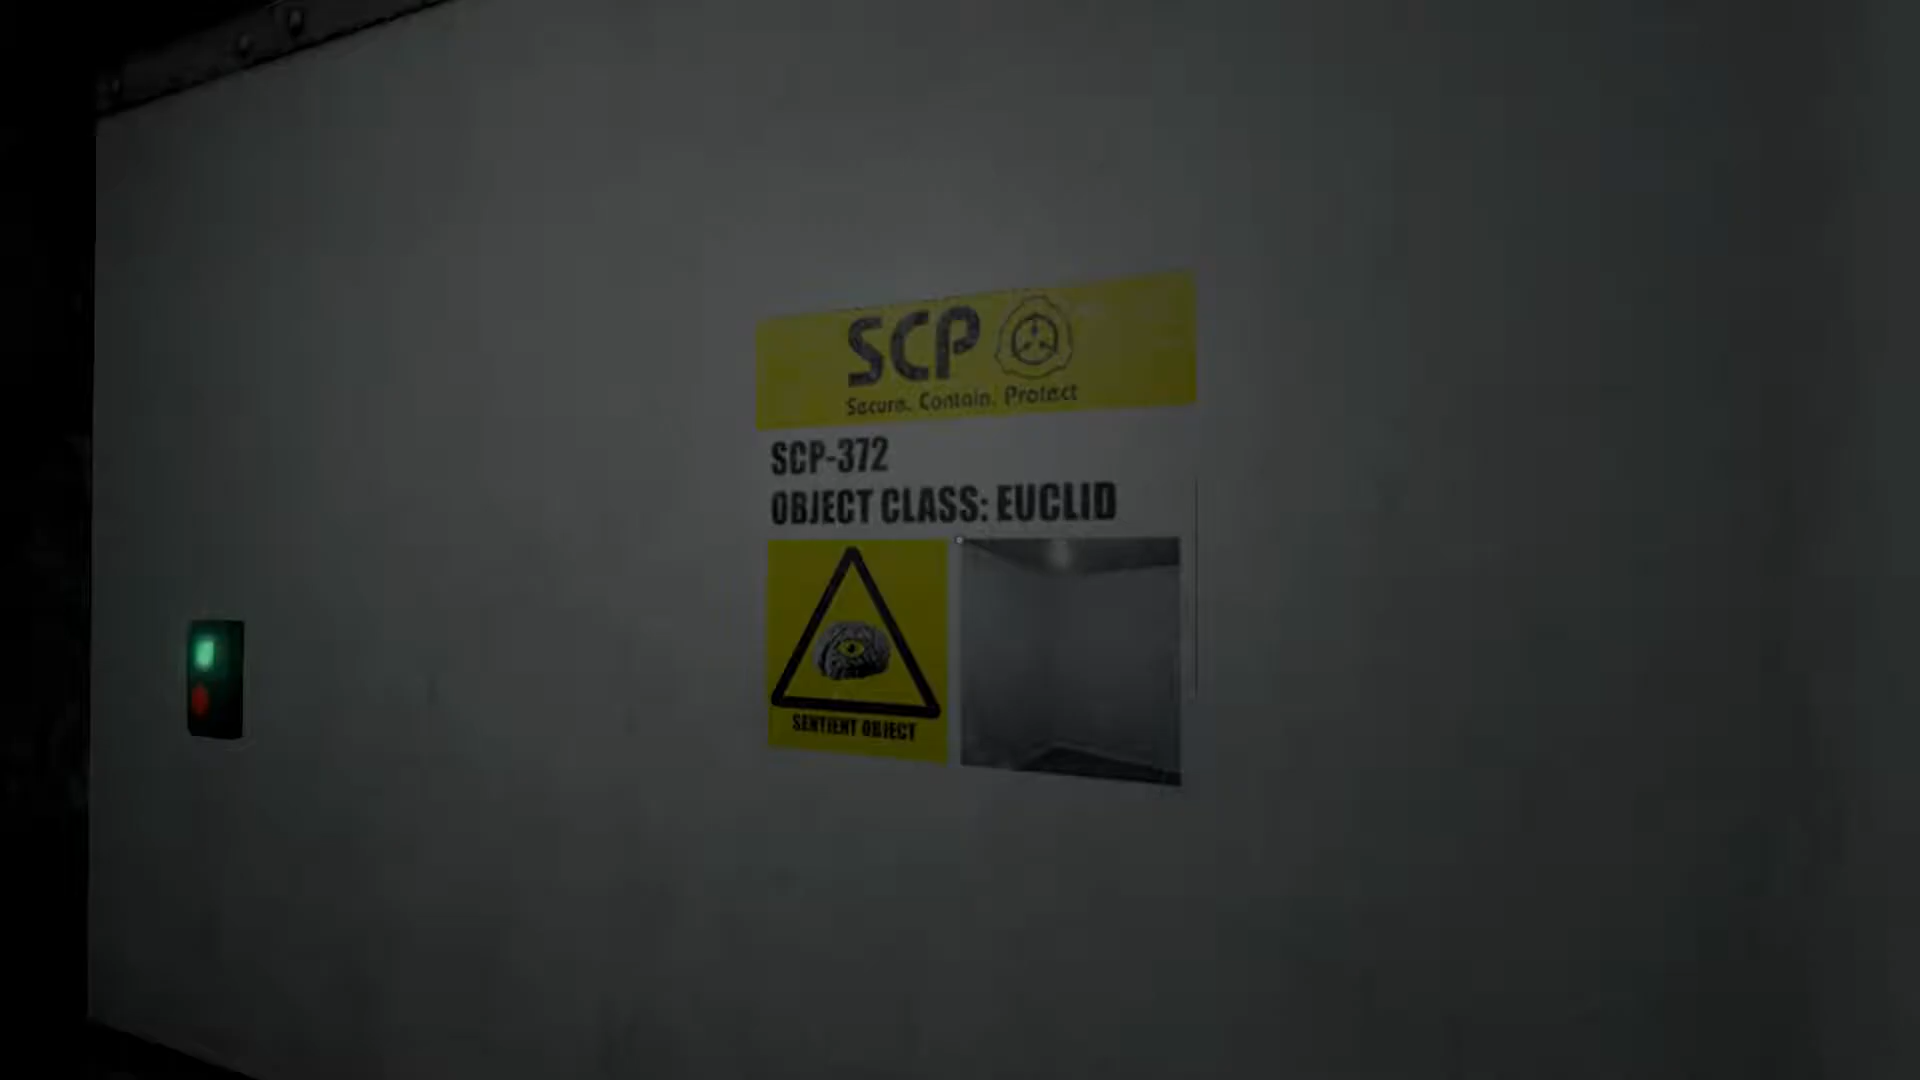 SCP
Secure. Contain. Protect
SCP-372
OBJECT CLASS: EUCLID
SENTIENT OBJECT